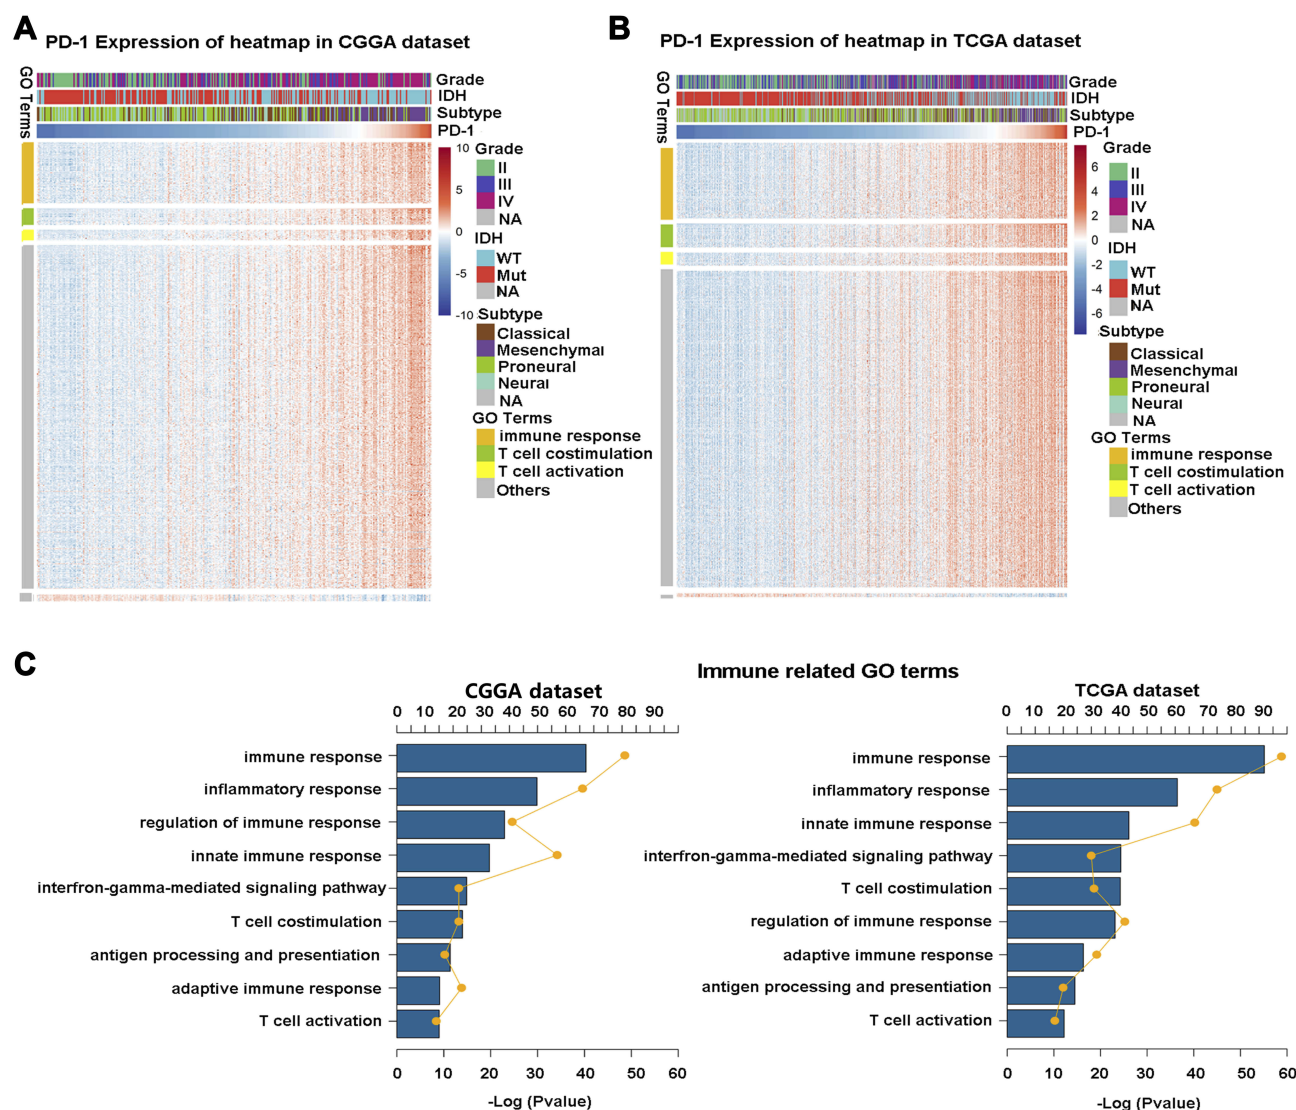 A
PD-1 Expression of heatmap in CGGA dataset
GO Terms
Grade
IDH
Subtype
PD-1
10
5
0
-5
-10
Grade
II
III
IV
NA
IDH
WT
Mut
NA
Subtype
Classical
Mesenchymal
Proneural
Neural
NA
GO Terms
immune response
T cell costimulation
T cell activation
Others
B
PD-1 Expression of heatmap in TCGA dataset
GO Terms
Grade
IDH
Subtype
PD-1
6
4
2
0
-2
-4
-6
Grade
II
III
IV
NA
IDH
WT
Mut
NA
Subtype
Classical
Mesenchymal
Proneural
Neural
NA
GO Terms
immune response
T cell costimulation
T cell activation
Others
C
Immune related GO terms
CGGA dataset
0 10 20 30 40 50 60 70 80 90
immune response
inflammatory response
regulation of immune response
innate immune response
interfron-gamma-mediated signaling pathway
T cell costimulation
antigen processing and presentiation
adaptive immune response
T cell activation
0 10 20 30 40 50 60
-Log (Pvalue)
TCGA dataset
0 10 20 30 40 50 60 70 80 90
immune response
inflammatory response
innate immune response
interfron-gamma-mediated signaling pathway
T cell costimulation
regulation of immune response
adaptive immune response
antigen processing and presentiation
T cell activation
0 10 20 30 40 50 60
-Log (Pvalue)